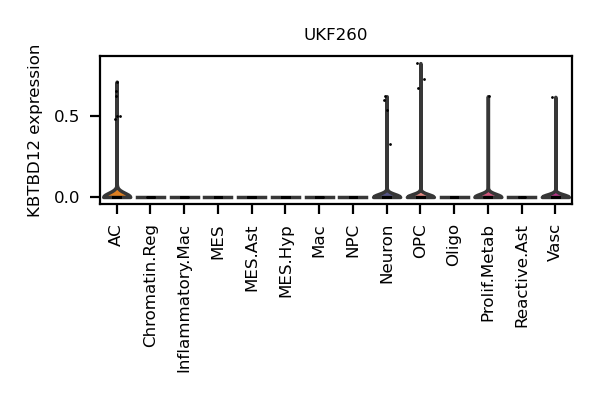 UKF260
KBTBD12 expression
0.5
0.0
AC
Chromatin.Reg
Inflammatory.Mac
MES
MES.Ast
MES.Hyp
Mac
NPC
Neuron
OPC
Oligo
Prolif.Metab
Reactive.Ast
Vasc